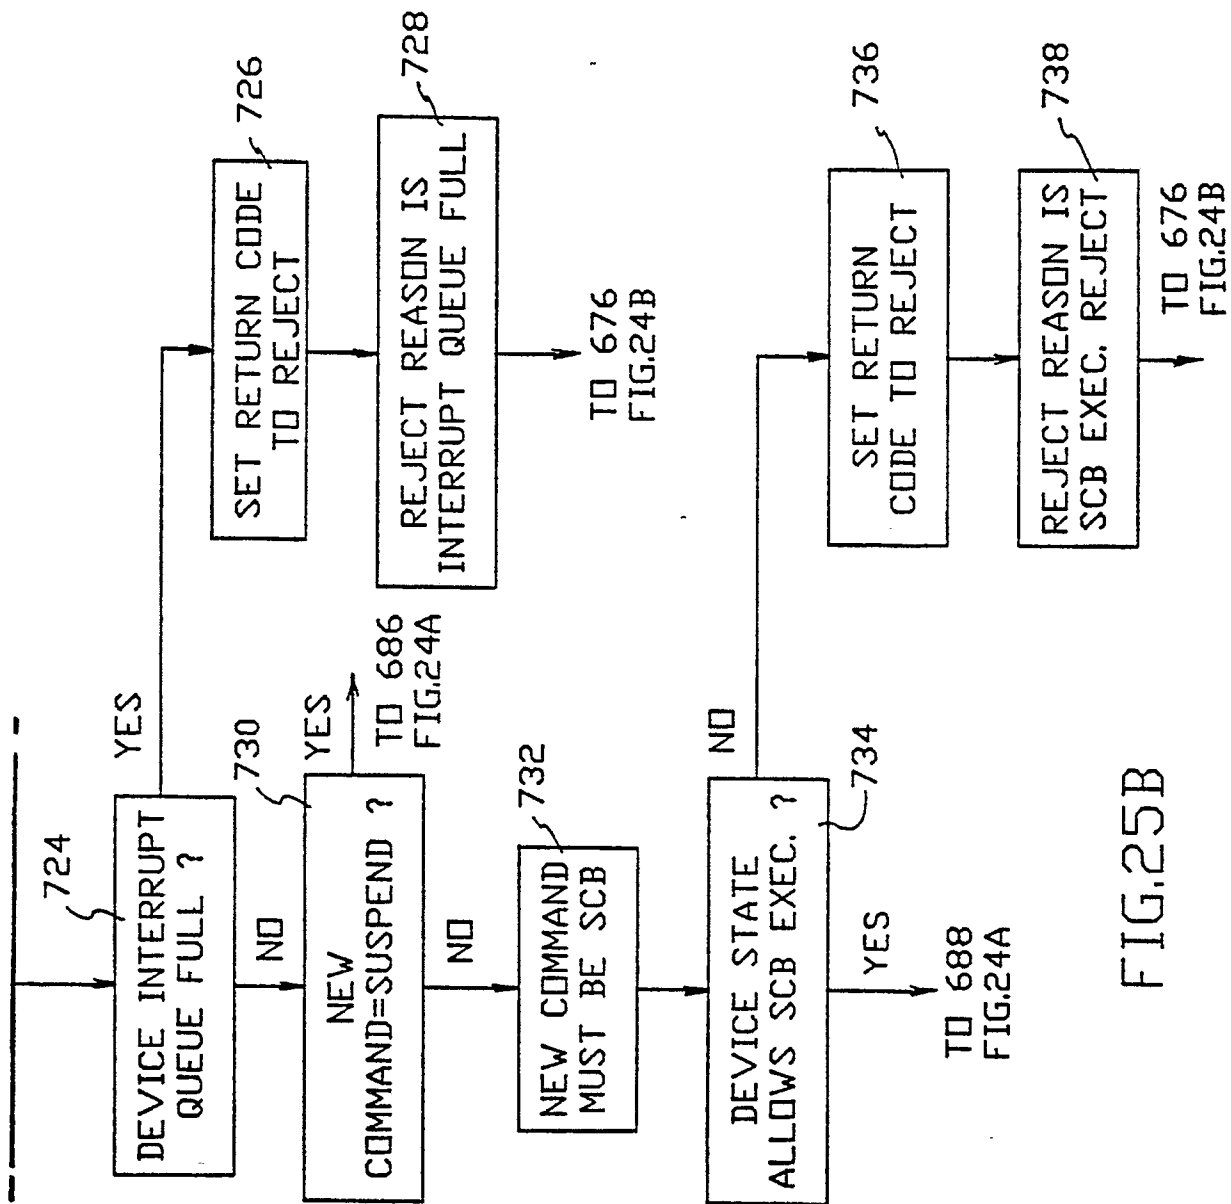 724
DEVICE INTERRUPT
QUEUE FULL ?
YES
NO
SET RETURN CODE
TO REJECT
726
REJECT REASON IS
INTERRUPT QUEUE FULL
728
TO 676
FIG.24B
730
NEW
COMMAND=SUSPEND ?
YES
TO 686
FIG.24A
NO
732
NEW COMMAND
MUST BE SCB
DEVICE STATE
ALLOWS SCB EXEC. ?
734
NO
YES
TO 688
FIG.24A
SET RETURN
CODE TO REJECT
736
REJECT REASON IS
SCB EXEC. REJECT
738
TO 676
FIG.24B
FIG.25B